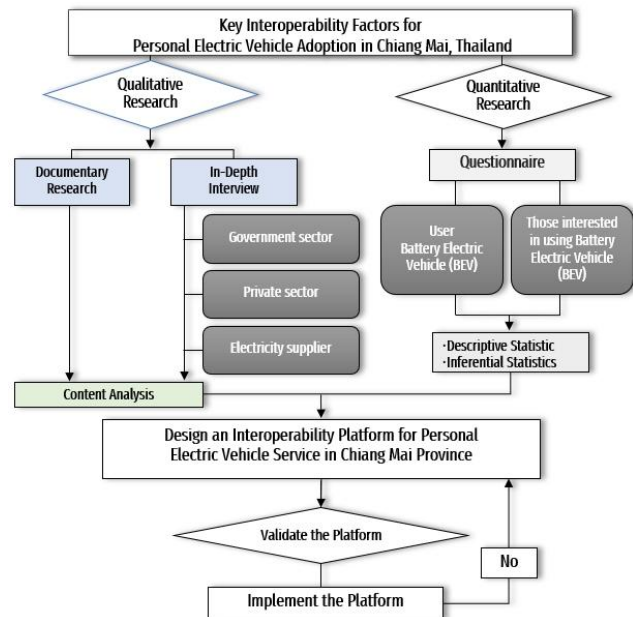 Key Interoperability Factors for
Personal Electric Vehicle Adoption in Chiang Mai, Thailand
Qualitative
Research
Quantitative
Research
Documentary
Research
In-Depth
Interview
Questionnaire
Government sector
Private sector
Electricity supplier
User
Battery Electric
Vehicle (BEV)
Those interested
in using Battery
Electric Vehicle
(BEV)
·Descriptive Statistic
·Inferential Statistics
Content Analysis
Design an Interoperability Platform for Personal
Electric Vehicle Service in Chiang Mai Province
Validate the Platform
No
Implement the Platform